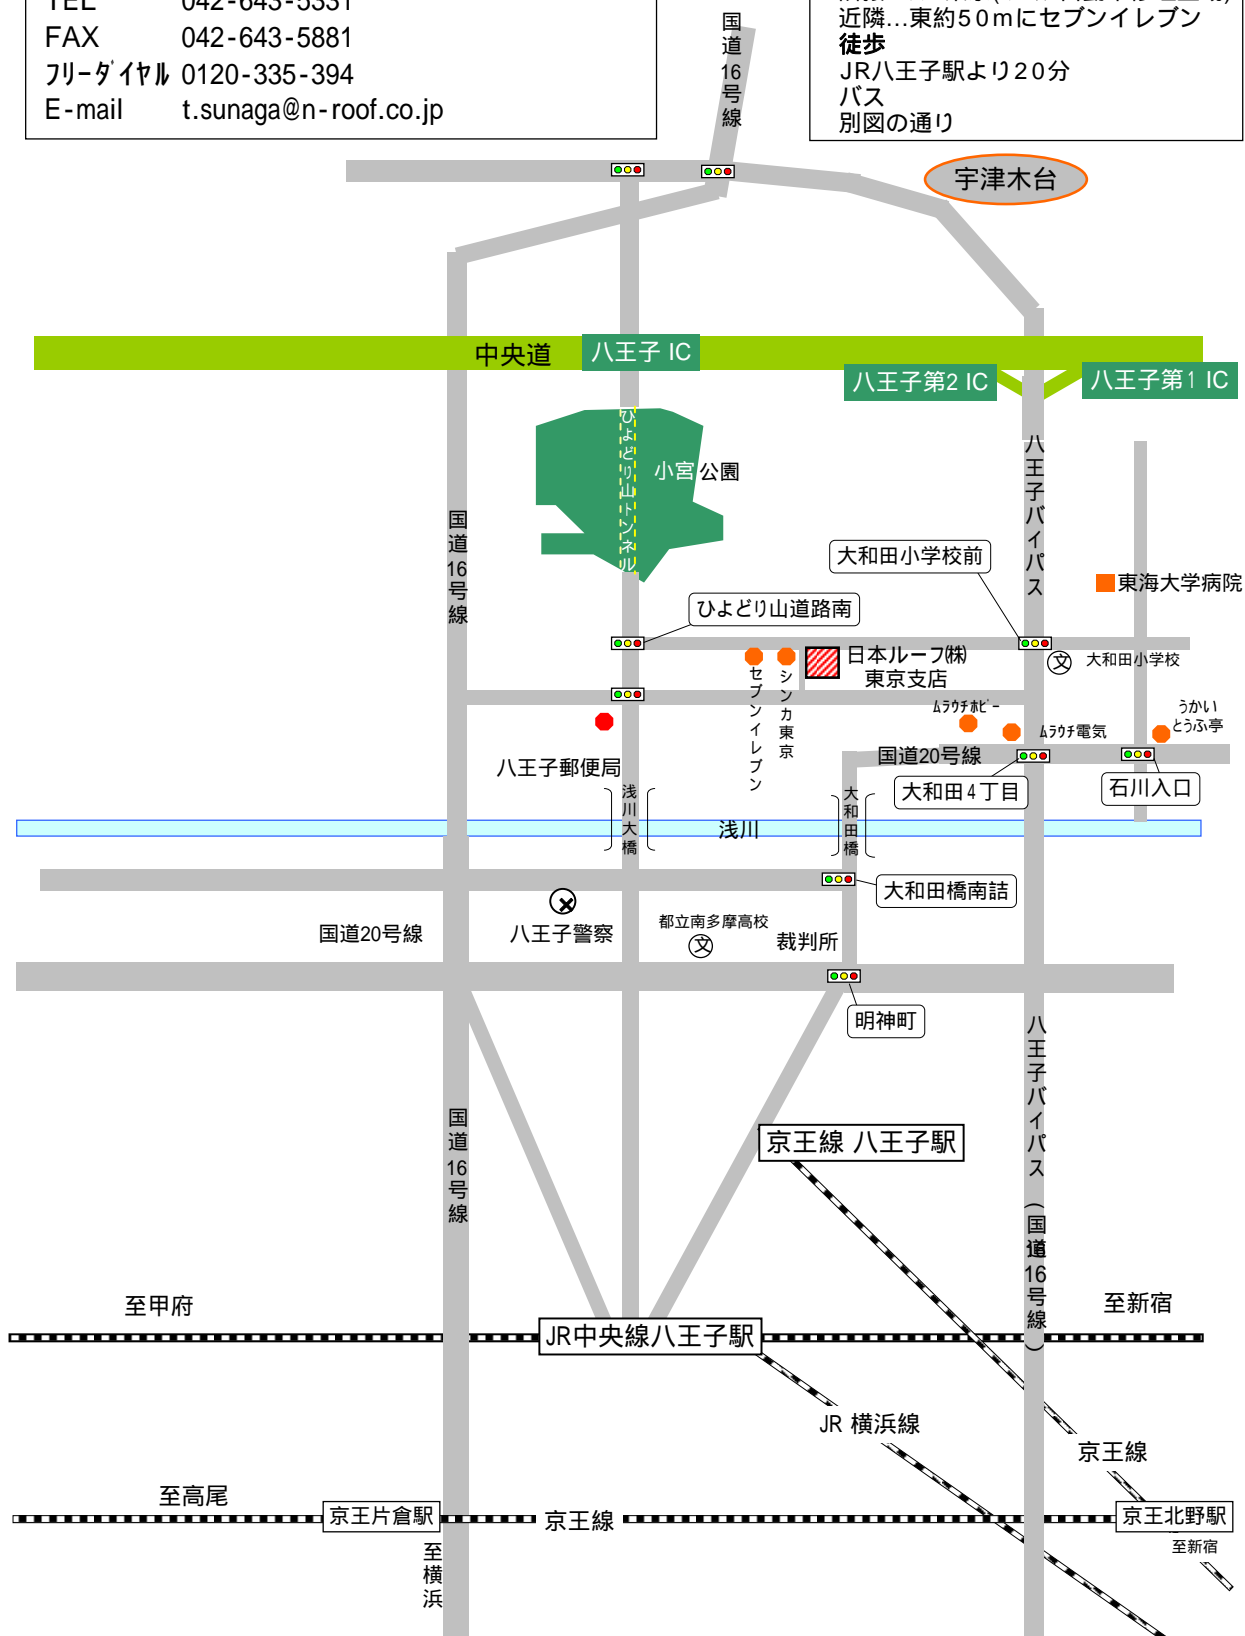 TEL 042-643-5331
FAX 042-643-5881
フリーダイヤル 0120-335-394
E-mail t.sunaga@n-roof.co.jp
近隣…東約50mにセブンイレブン
徒歩
JR八王子駅より20分
バス
別図の通り
国道16号線
宇津木台
中央道
八王子 IC
八王子第2 IC
八王子第1 IC
ひよどり山トンネル
小宮公園
八王子バイパス
国道16号線
大和田小学校前
東海大学病院
ひよどり山道路南
日本ルーフ㈱
東京支店
大和田小学校
セブンイレブン
シンカ東京
ムラウチホビー
ムラウチ電気
うかい
とうふ亭
八王子郵便局
国道20号線
大和田4丁目
石川入口
浅川大橋
浅川
大和田橋
大和田橋南詰
国道20号線
八王子警察
都立南多摩高校
裁判所
文
文
明神町
八王子バイパス（国道16号線）
国道16号線
京王線 八王子駅
至甲府
至新宿
JR中央線八王子駅
JR 横浜線
京王線
至高尾
京王片倉駅
京王線
京王北野駅
至新宿
至横浜